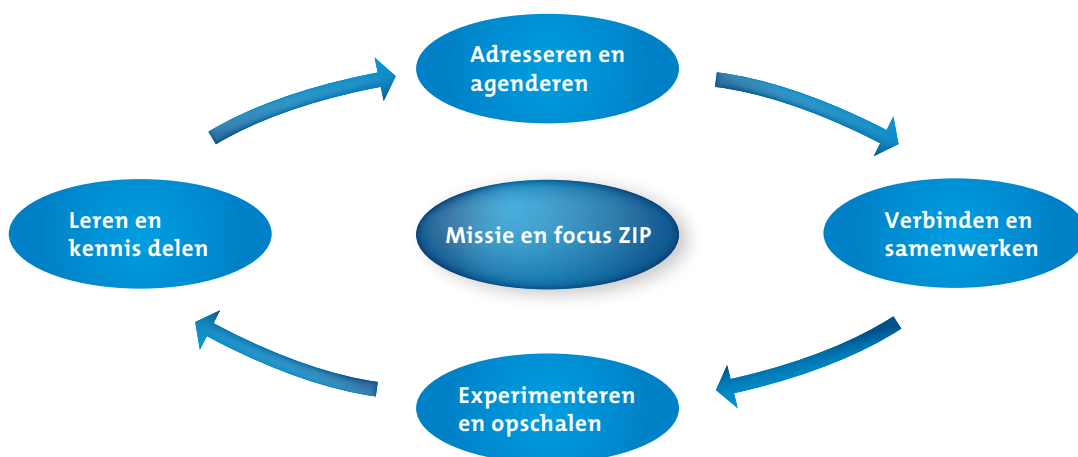 Adresseren en
agenderen
Leren en
kennis delen
Missie en focus ZIP
Verbinden en
samenwerken
Experimenteren
en opschalen